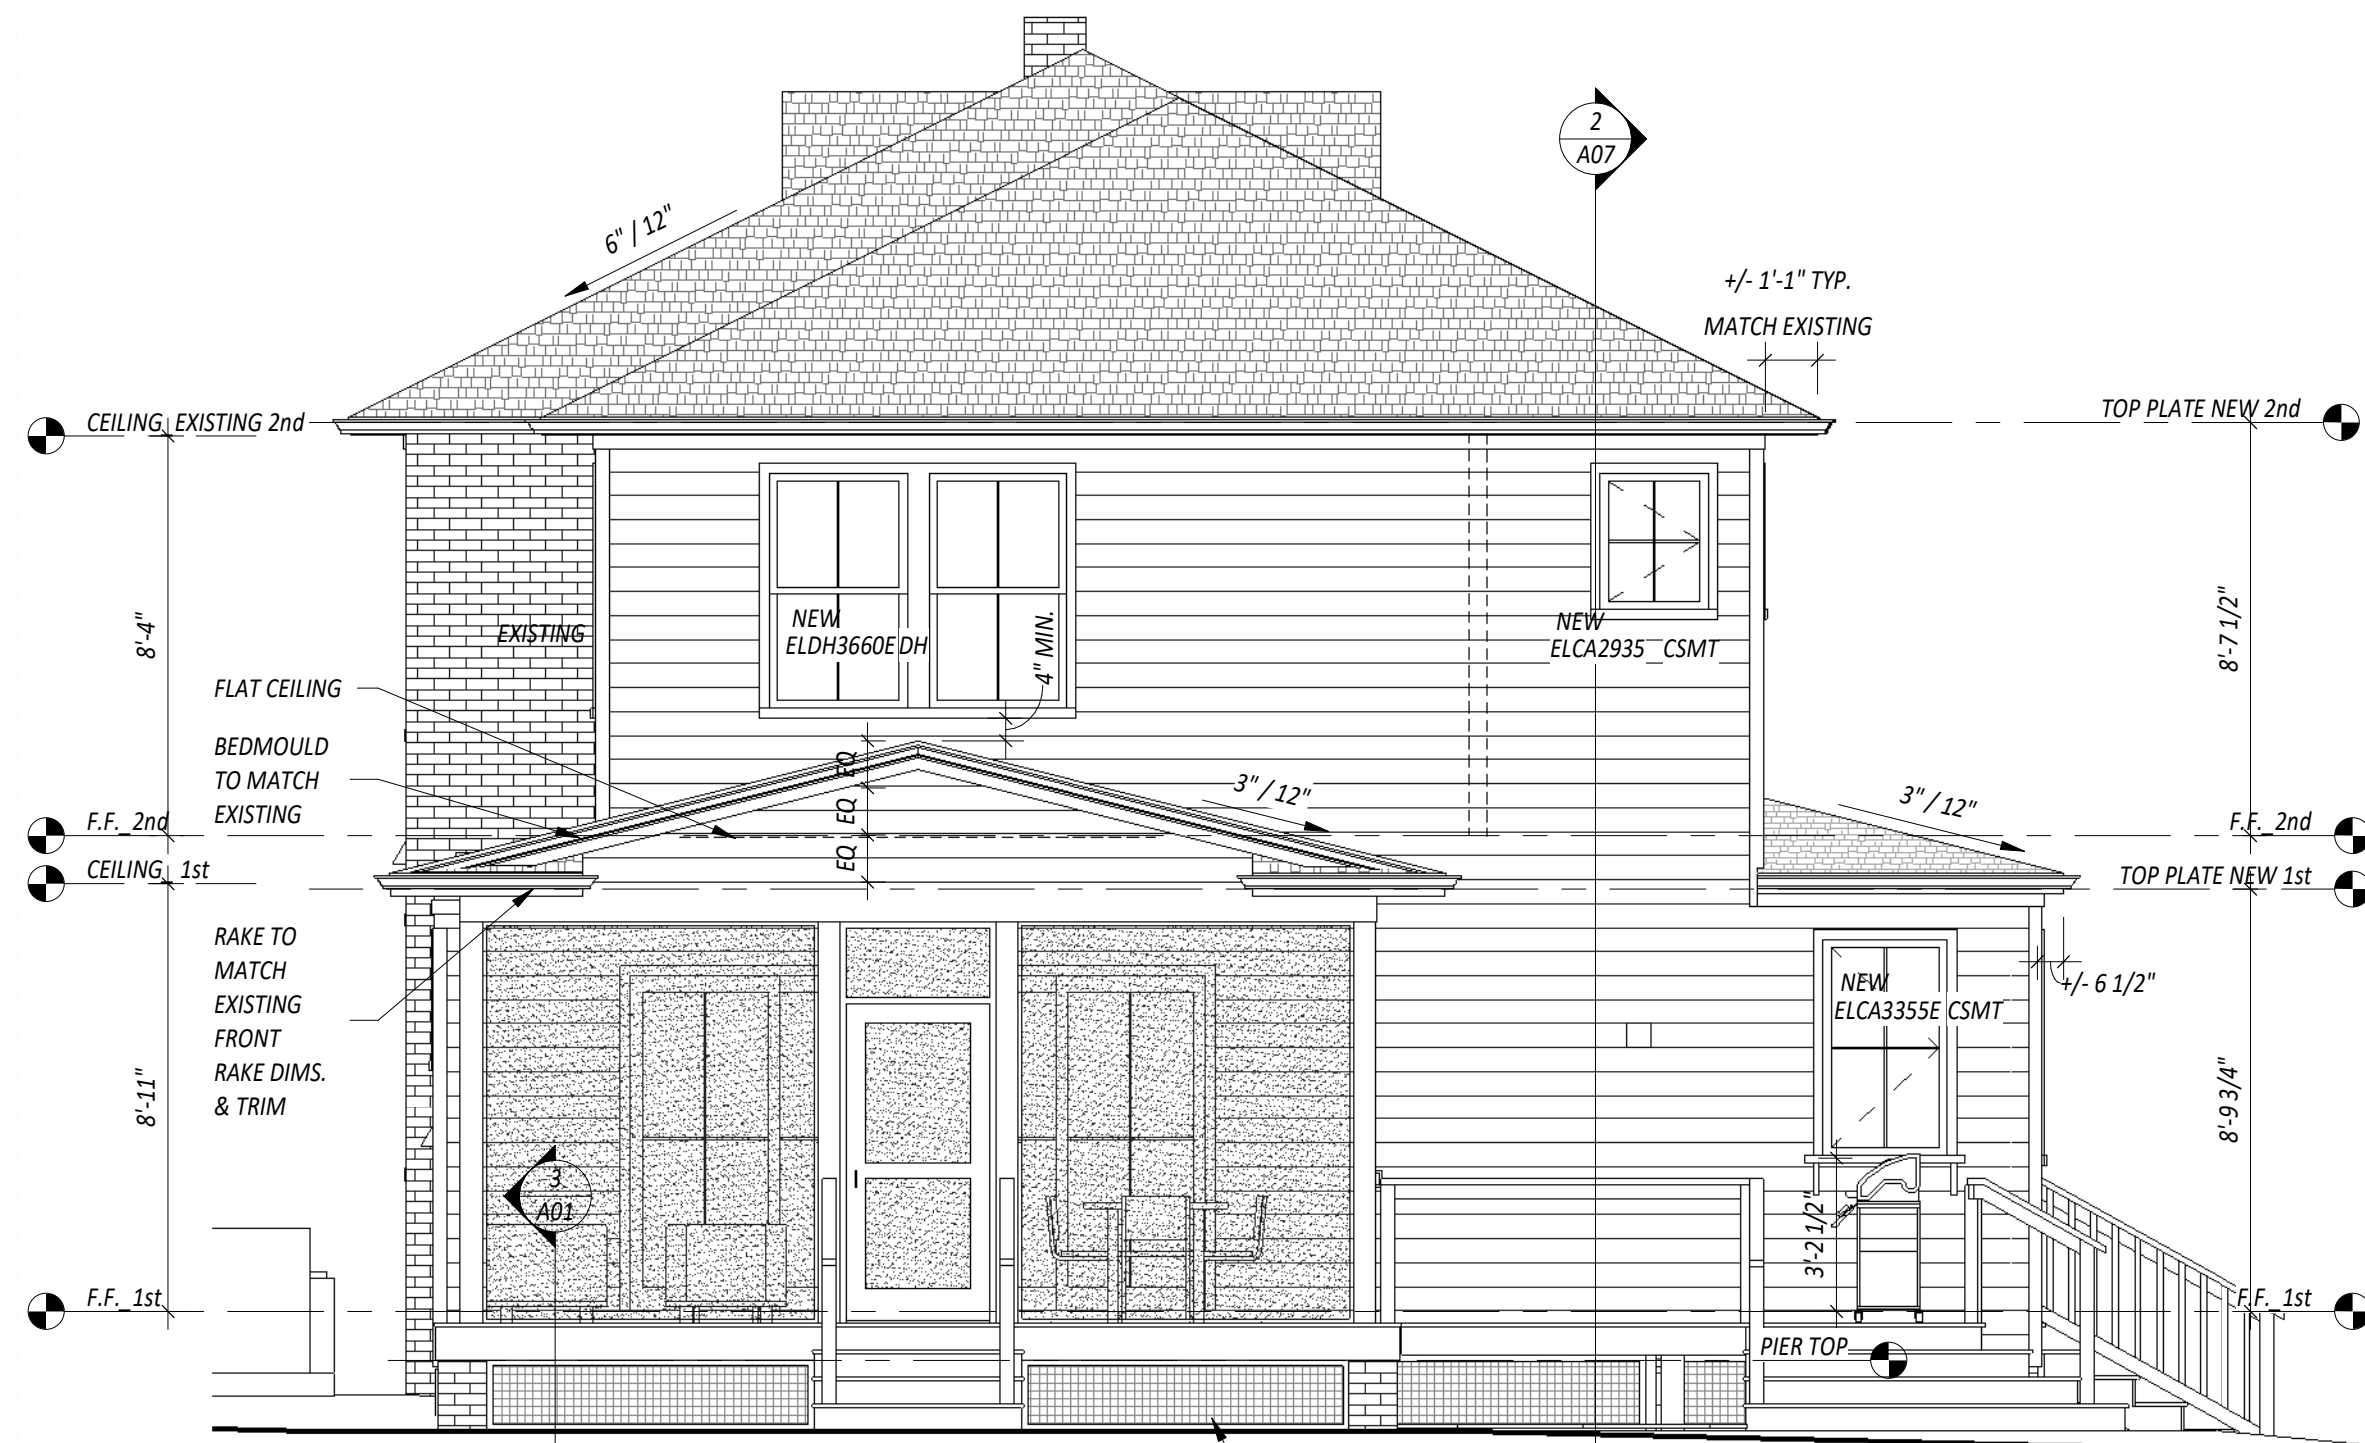 2
A07
6" / 12"
+/- 1'-1" TYP.
MATCH EXISTING
CEILING EXISTING 2nd
TOP PLATE NEW 2nd
8'-4"
EXISTING
NEW
ELDH3660E DH
4" MIN.
NEW
ELCA2935 CSMT
8'-7 1/2"
FLAT CEILING
BEDMOULD
TO MATCH
EXISTING
EQ
EQ
EQ
3" / 12"
3" / 12"
F.F._2nd
F.F._2nd
CEILING 1st
TOP PLATE NEW 1st
RAKE TO
MATCH
EXISTING
FRONT
RAKE DIMS.
& TRIM
NEW
ELCA3355E CSMT
+/- 6 1/2"
8'-11"
8'-9 3/4"
3
A01
3'-2 1/2"
F.F._1st
F.F._1st
PIER TOP